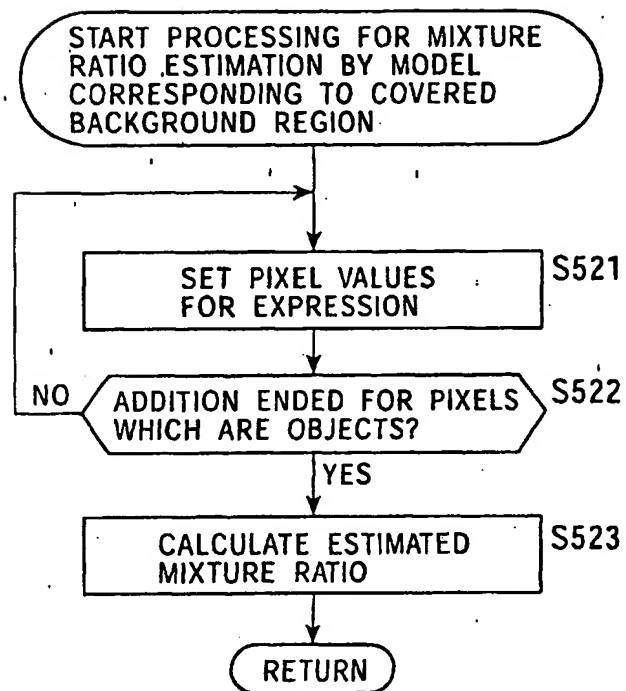 START PROCESSING FOR MIXTURE
RATIO ESTIMATION BY MODEL
CORRESPONDING TO COVERED
BACKGROUND REGION
SET PIXEL VALUES
FOR EXPRESSION
S521
NO
ADDITION ENDED FOR PIXELS
WHICH ARE OBJECTS?
S522
YES
CALCULATE ESTIMATED
MIXTURE RATIO
S523
RETURN